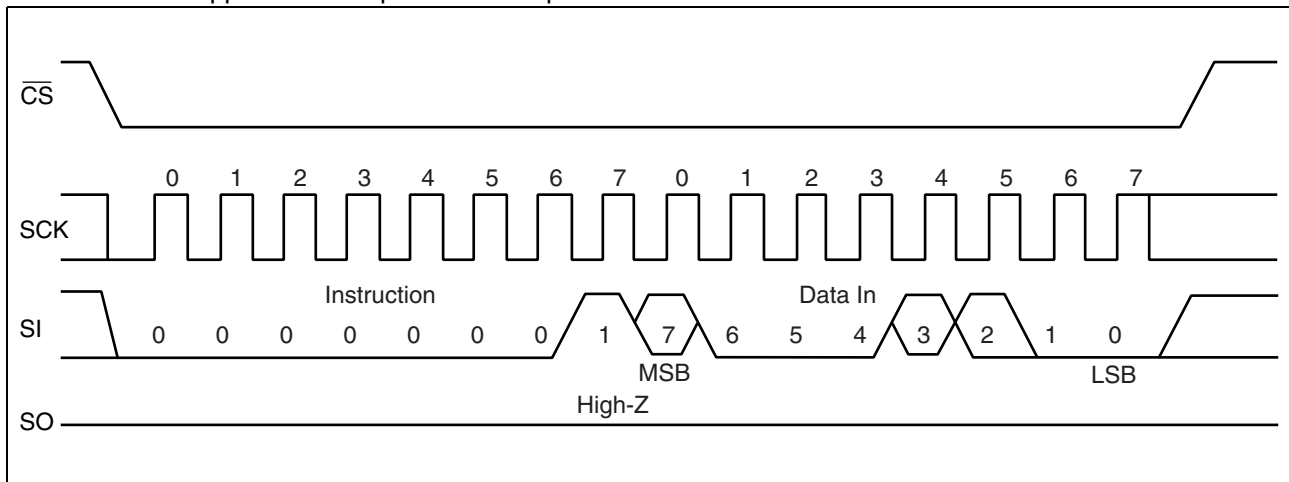 CS
0 1 2 3 4 5 6 7 0 1 2 3 4 5 6 7
SCK
Instruction Data In
SI 0 0 0 0 0 0 0 1 7 6 5 4 3 2 1 0
MSB LSB
High-Z
SO